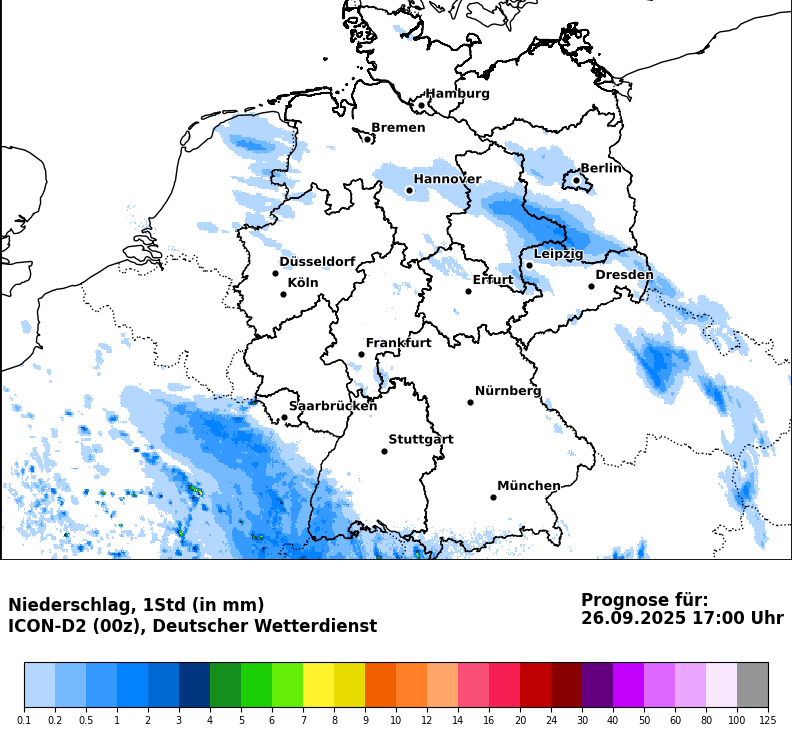 Hamburg
Bremen
Berlin
Hannover
Leipzig
Düsseldorf
Dresden
Köln
Erfurt
Frankfurt
Nürnberg
Saarbrücken
Stuttgart
München
Niederschlag, 1Std (in mm)
ICON-D2 (00z), Deutscher Wetterdienst
Prognose für:
26.09.2025 17:00 Uhr
0.1 0.2 0.5 1 2 3 4 5 6 7 8 9 10 12 14 16 20 24 30 40 50 60 80 100 125